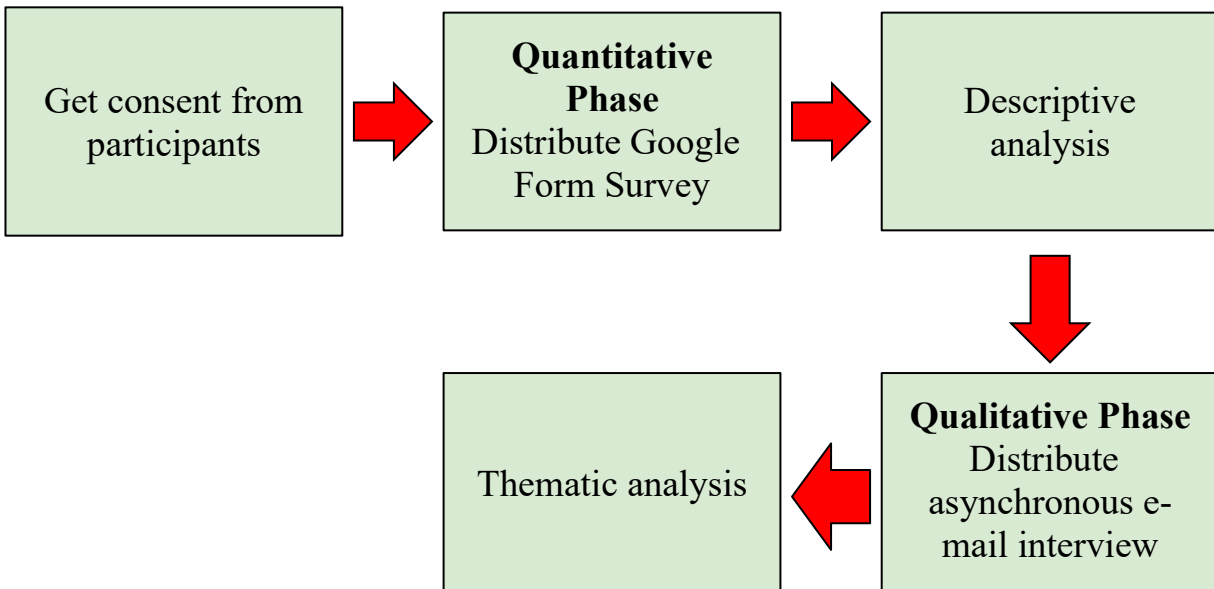 Get consent from
participants
Quantitative
Phase
Distribute Google
Form Survey
Descriptive
analysis
Qualitative Phase
Distribute
asynchronous e-
mail interview
Thematic analysis